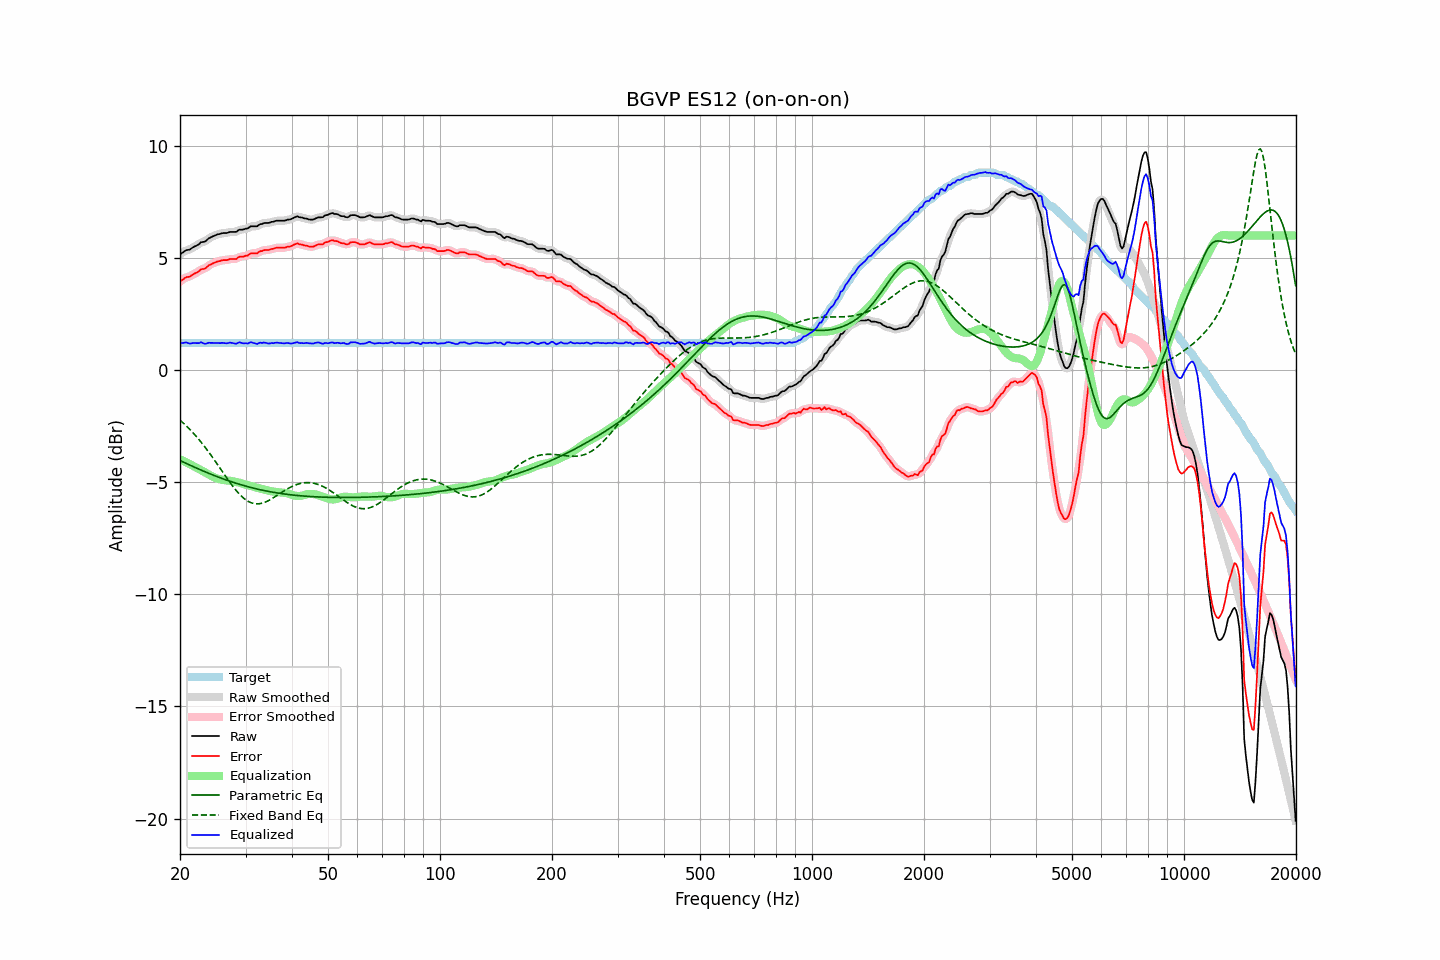 BGVP ES12 (on-on-on)
Amplitude (dBr)
10
5
0
−5
−10
−15
−20
Target
Raw Smoothed
Error Smoothed
Raw
Error
Equalization
Parametric Eq
Fixed Band Eq
Equalized
20 50 100 200 500 1000 2000 5000 10000 20000
Frequency (Hz)